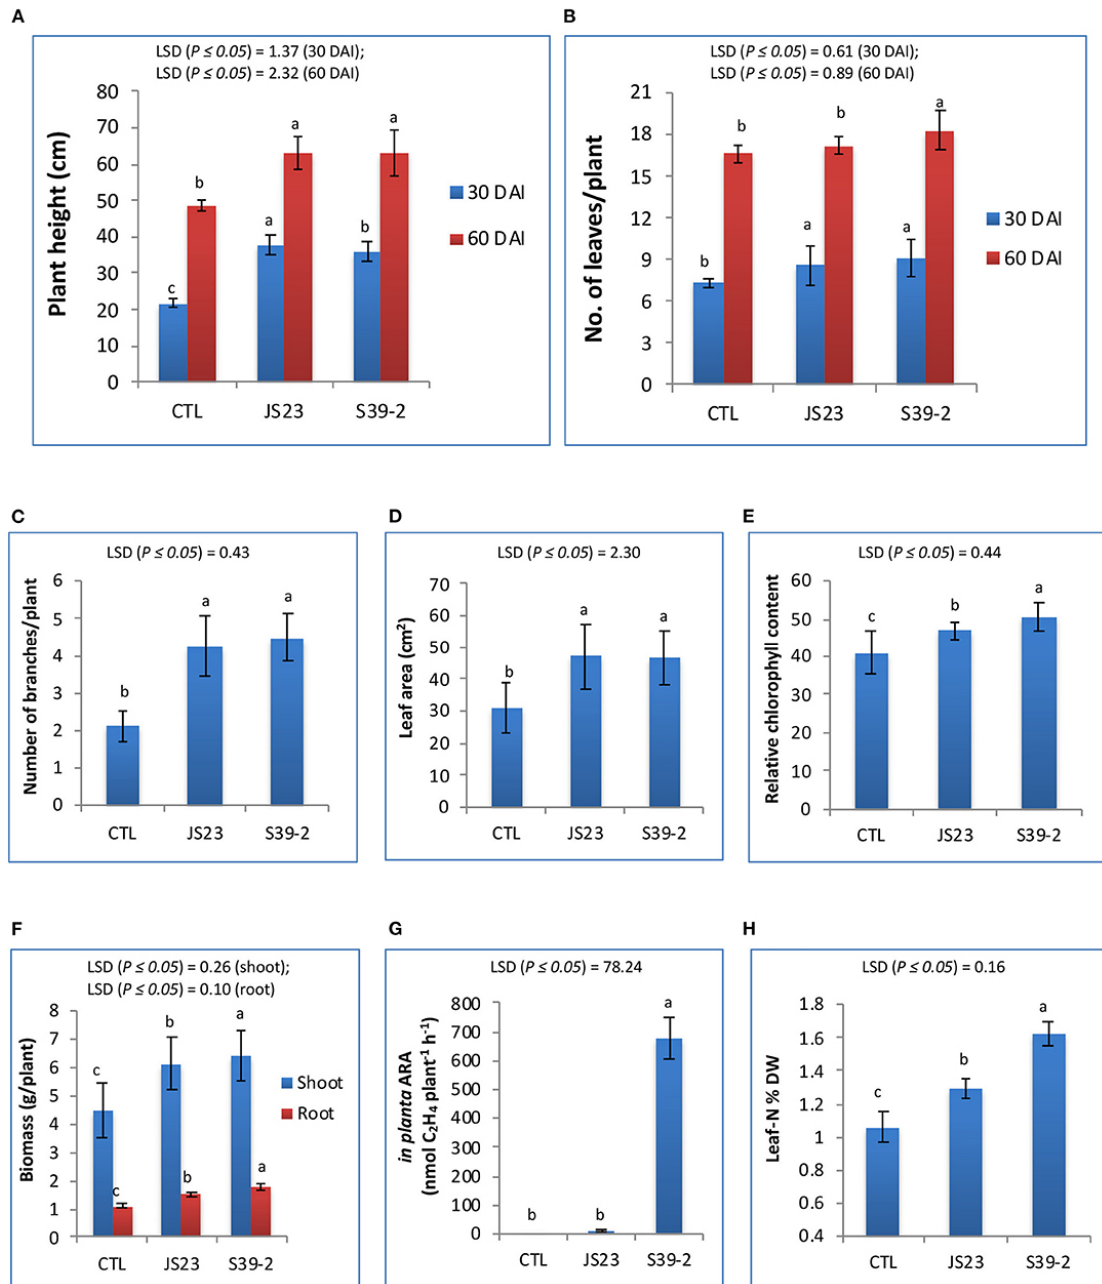 A
LSD (P ≤ 0.05) = 1.37 (30 DAI);
LSD (P ≤ 0.05) = 2.32 (60 DAI)
Plant height (cm)
80
70
60
50
40
30
20
10
0
c
b
a
a
b
a
CTL
JS23
S39-2
30 DAI
60 DAI
B
LSD (P ≤ 0.05) = 0.61 (30 DAI);
LSD (P ≤ 0.05) = 0.89 (60 DAI)
No. of leaves/plant
21
18
15
12
9
6
3
0
b
b
a
b
a
a
CTL
JS23
S39-2
30 DAI
60 DAI
C
LSD (P ≤ 0.05) = 0.43
Number of branches/plant
6
5
4
3
2
1
0
b
a
a
CTL
JS23
S39-2
D
LSD (P ≤ 0.05) = 2.30
Leaf area (cm²)
70
60
50
40
30
20
10
0
b
a
a
CTL
JS23
S39-2
E
LSD (P ≤ 0.05) = 0.44
Relative chlorophyll content
60
50
40
30
20
10
0
c
b
a
CTL
JS23
S39-2
F
LSD (P ≤ 0.05) = 0.26 (shoot);
LSD (P ≤ 0.05) = 0.10 (root)
Biomass (g/plant)
8
7
6
5
4
3
2
1
0
c
c
b
b
a
a
CTL
JS23
S39-2
Shoot
Root
G
LSD (P ≤ 0.05) = 78.24
in planta ARA
(nmol C₂H₄ plant⁻¹ h⁻¹)
800
700
600
500
400
300
200
100
0
b
b
a
CTL
JS23
S39-2
H
LSD (P ≤ 0.05) = 0.16
Leaf-N % DW
1.8
1.6
1.4
1.2
1
0.8
0.6
0.4
c
b
a
CTL
JS23
S39-2